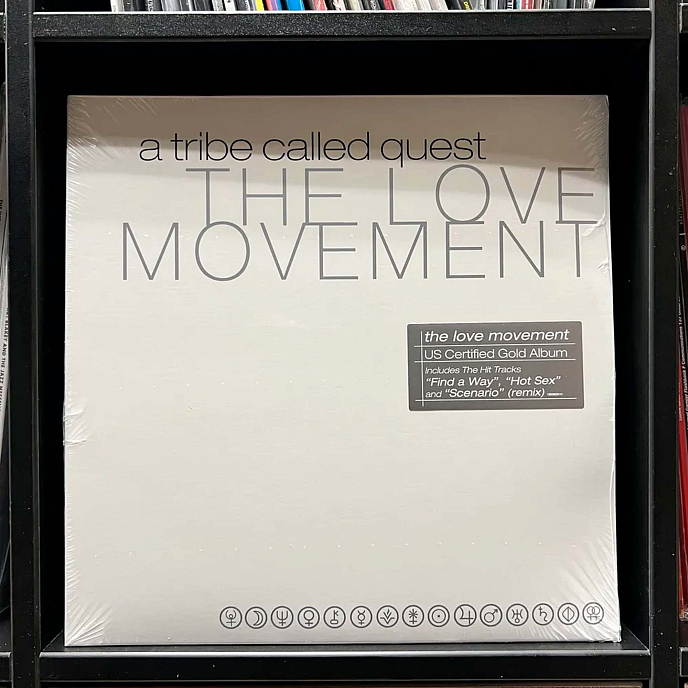 a tribe called quest
THE LOVE
MOVEMENT
the love movement
US Certified Gold Album
Includes The Hit Tracks
“Find a Way”, “Hot Sex”
and “Scenario” (remix)